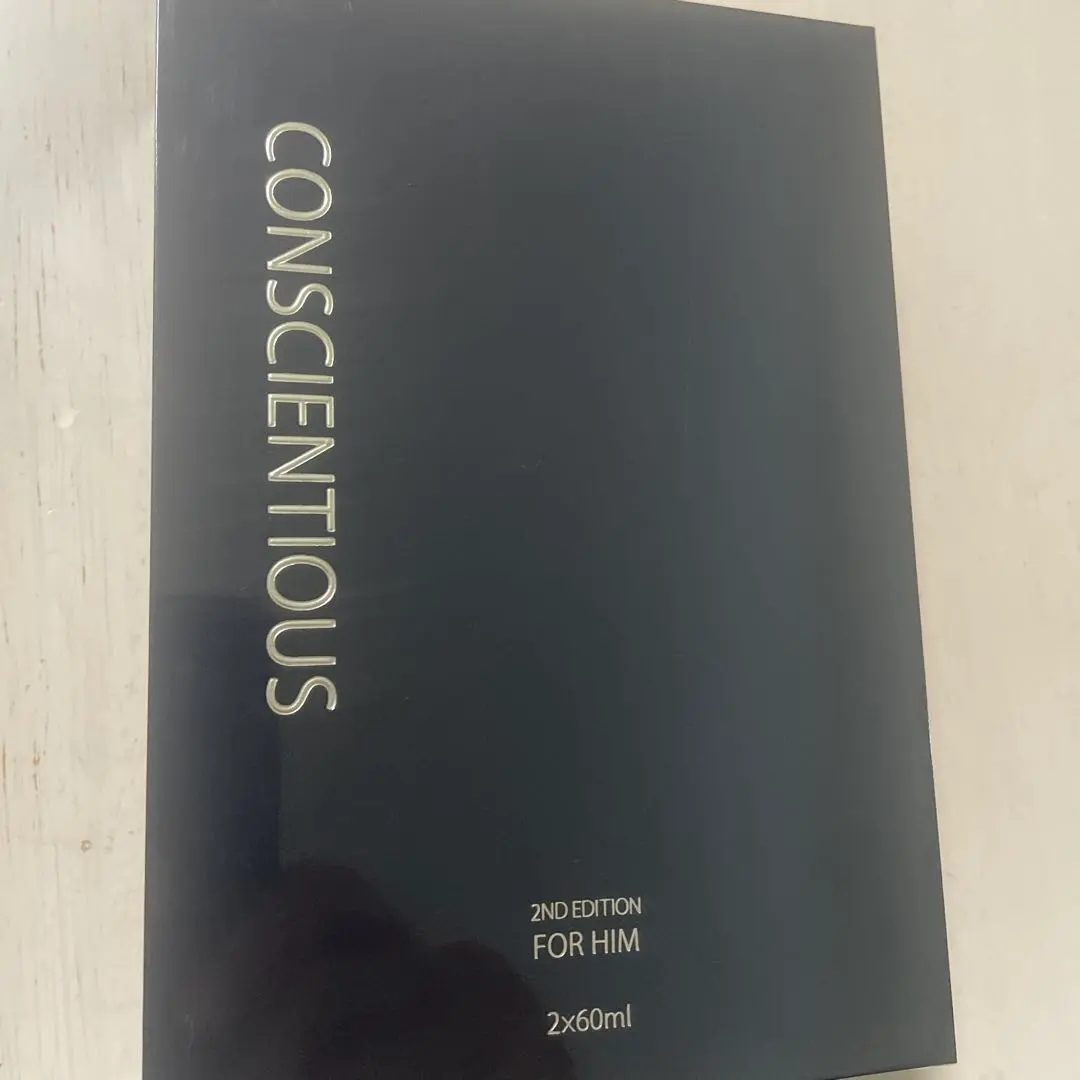 CONSCIENTIOUS
2ND EDITION
FOR HIM
2x60ml